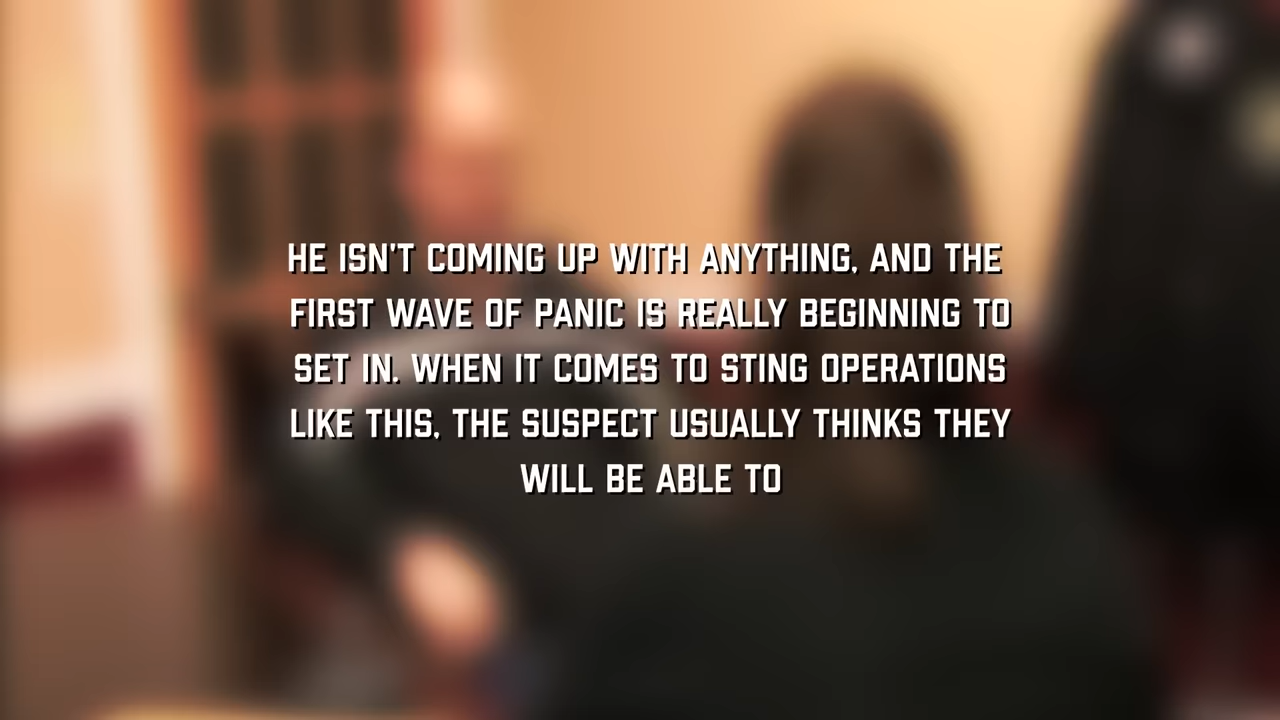 HE ISN'T COMING UP WITH ANYTHING, AND THE
FIRST WAVE OF PANIC IS REALLY BEGINNING TO
SET IN. WHEN IT COMES TO STING OPERATIONS
LIKE THIS, THE SUSPECT USUALLY THINKS THEY
WILL BE ABLE TO